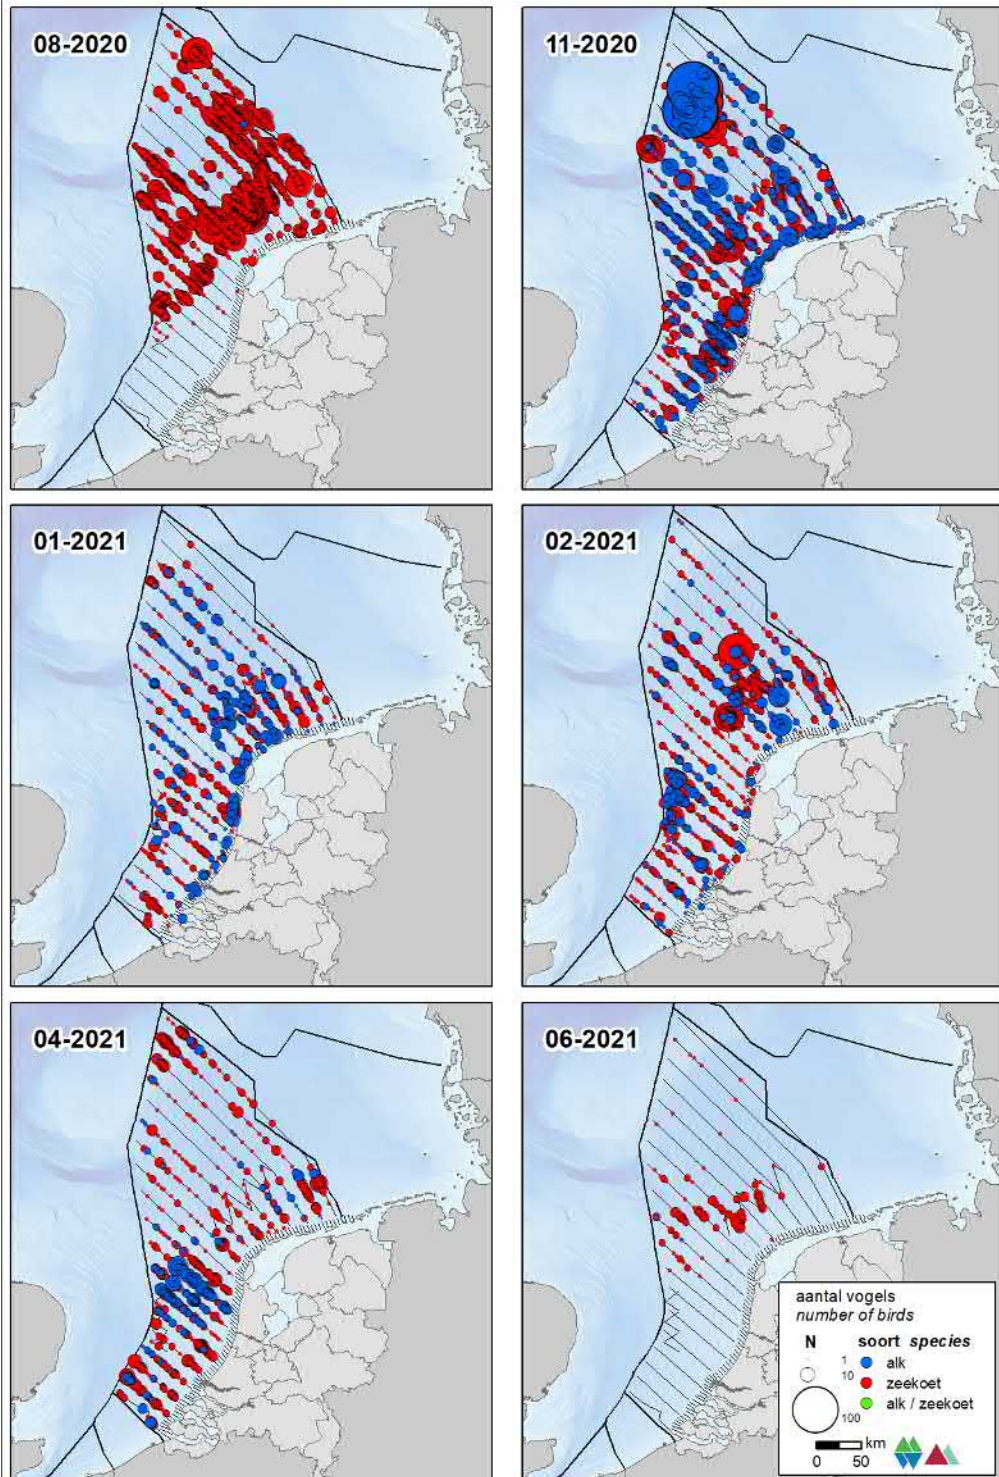 08-2020
11-2020
01-2021
02-2021
04-2021
06-2021
aantal vogels
number of birds
N soort species
1 alk
10 zeekoet
100 alk / zeekoet
km
0 50